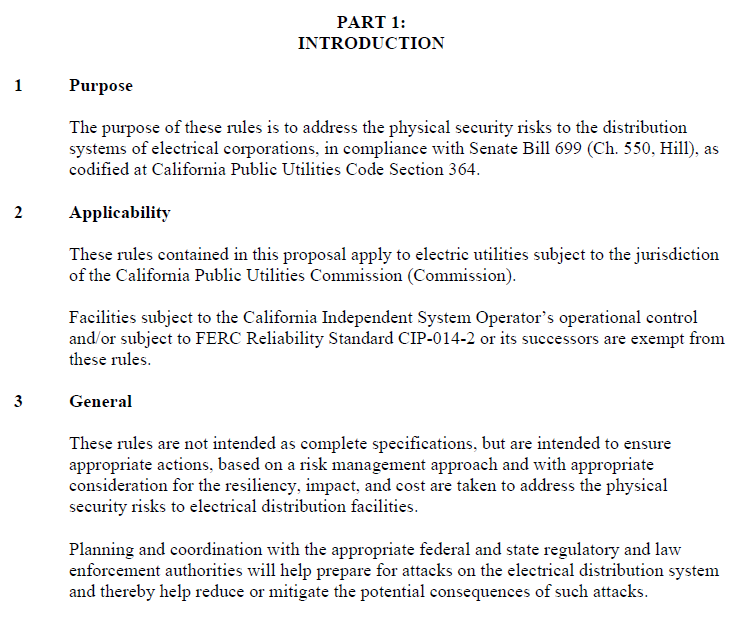 PART 1:
INTRODUCTION
1 Purpose
The purpose of these rules is to address the physical security risks to the distribution
systems of electrical corporations, in compliance with Senate Bill 699 (Ch. 550, Hill), as
codified at California Public Utilities Code Section 364.
2 Applicability
These rules contained in this proposal apply to electric utilities subject to the jurisdiction
of the California Public Utilities Commission (Commission).
Facilities subject to the California Independent System Operator's operational control
and/or subject to FERC Reliability Standard CIP-014-2 or its successors are exempt from
these rules.
3 General
These rules are not intended as complete specifications, but are intended to ensure
appropriate actions, based on a risk management approach and with appropriate
consideration for the resiliency, impact, and cost are taken to address the physical
security risks to electrical distribution facilities.
Planning and coordination with the appropriate federal and state regulatory and law
enforcement authorities will help prepare for attacks on the electrical distribution system
and thereby help reduce or mitigate the potential consequences of such attacks.